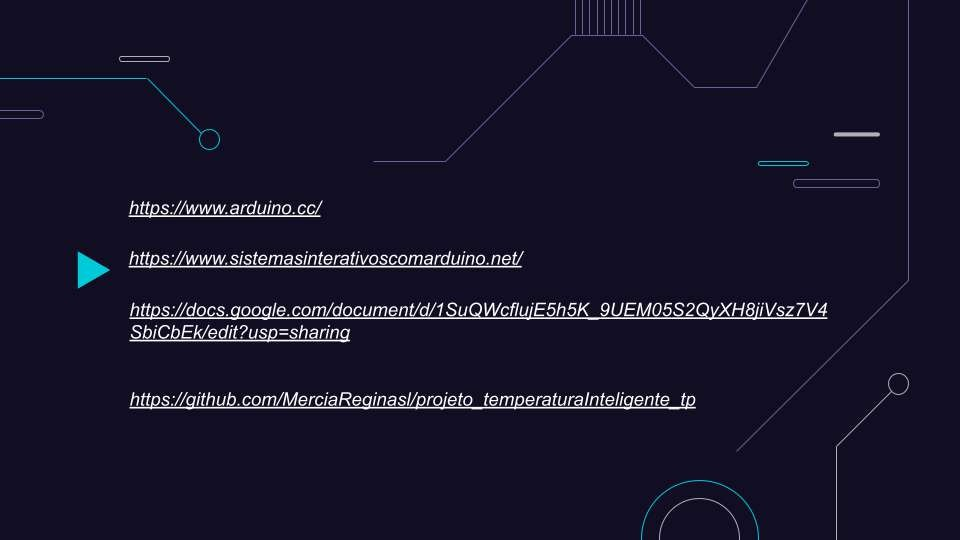 https://www.arduino.cc/
https://www.sistemasinterativoscomarduino.net/
https://docs.google.com/document/d/1SuQWcflujE5h5K_9UEM05S2QyXH8jiVsz7V4
SbiCbEk/edit?usp=sharing
https://github.com/MerciaReginasl/projeto_temperaturaInteligente_tp